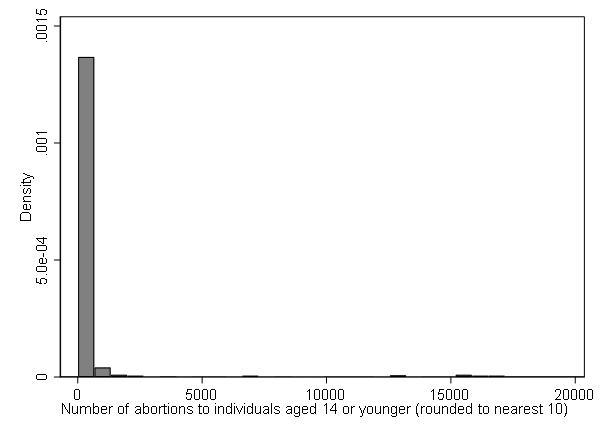 .0015
.001
Density
5.0e-04
0
0 5000 10000 15000 20000
Number of abortions to individuals aged 14 or younger (rounded to nearest 10)